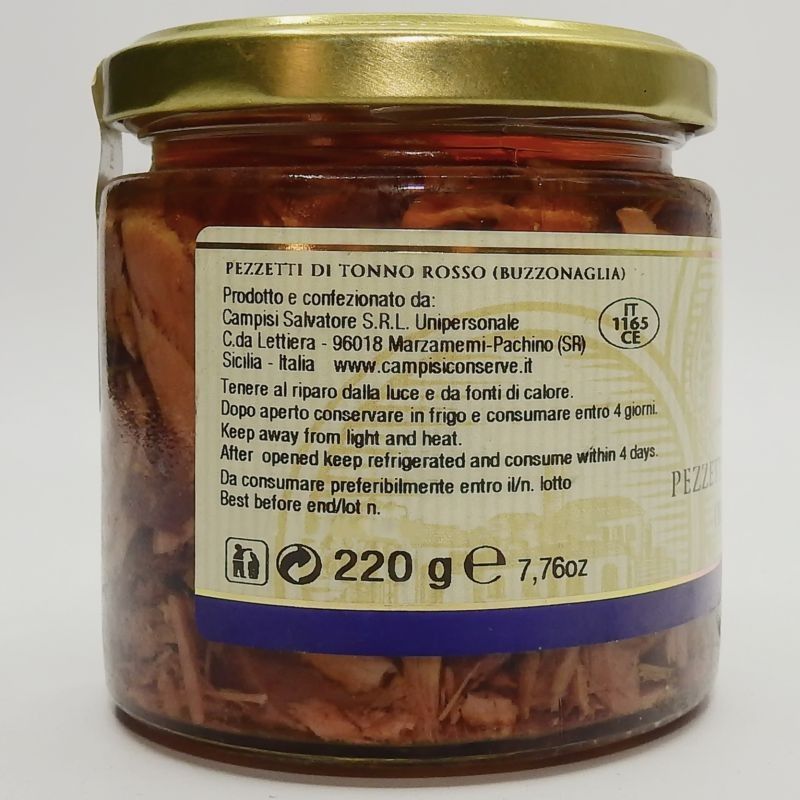 PEZZETTI DI TONNO ROSSO (BUZZONAGLIA)
Prodotto e confezionato da:
Campisi Salvatore S.R.L. Unipersonale
C.da Lettiera - 96018 Marzamemi-Pachino (SR)
Sicilia - Italia www.campisiconserve.it
IT
1165
CE
Tenere al riparo dalla luce e da fonti di calore.
Dopo aperto conservare in frigo e consumare entro 4 giorni.
Keep away from light and heat.
After opened keep refrigerated and consume within 4 days.
Da consumare preferibilmente entro il/n. lotto
Best before end/lot n.
220 g e 7,76oz